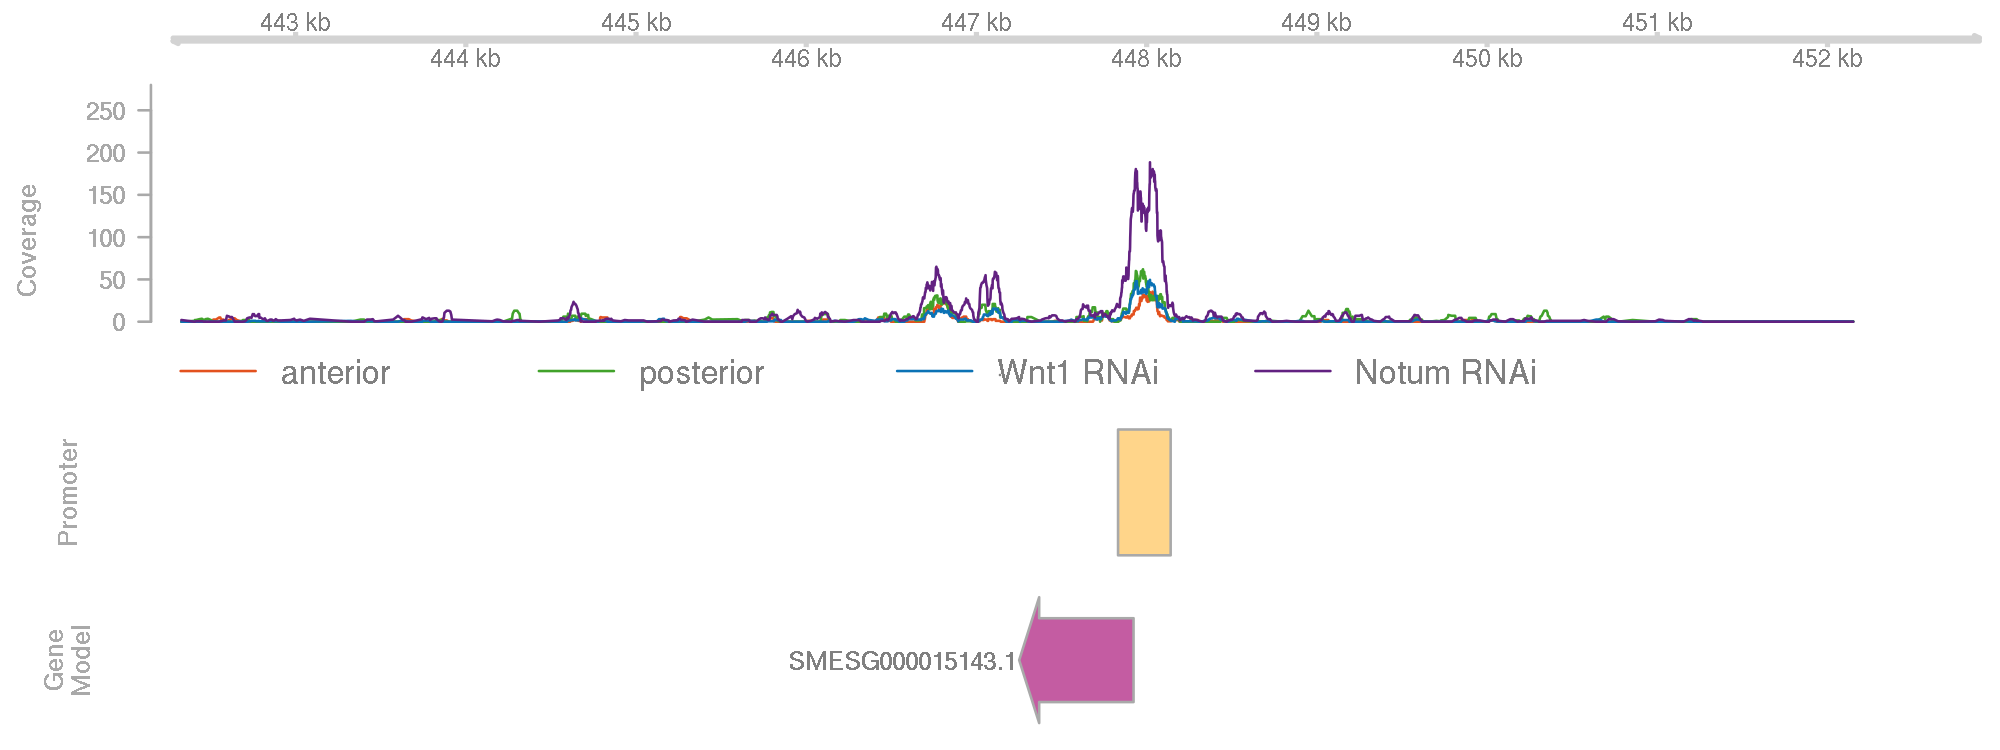 443 kb 445 kb 447 kb 449 kb 451 kb
444 kb 446 kb 448 kb 450 kb 452 kb
Coverage
250
200
150
100
50
0
anterior posterior Wnt1 RNAi Notum RNAi
Promoter
Gene
Model
SMESG000015143.1